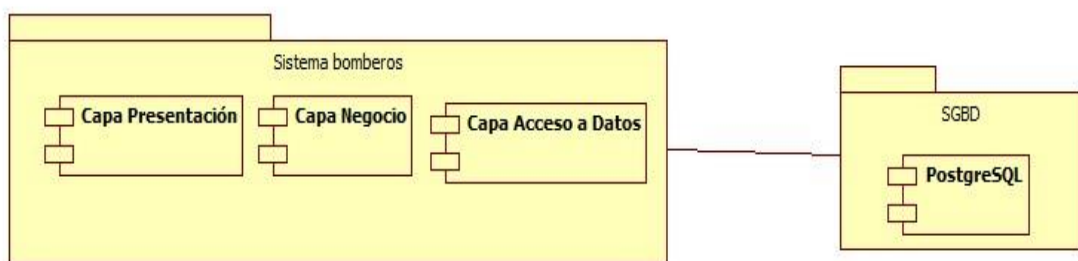 Sistema bomberos
Capa Presentación
Capa Negocio
Capa Acceso a Datos
SGBD
PostgreSQL